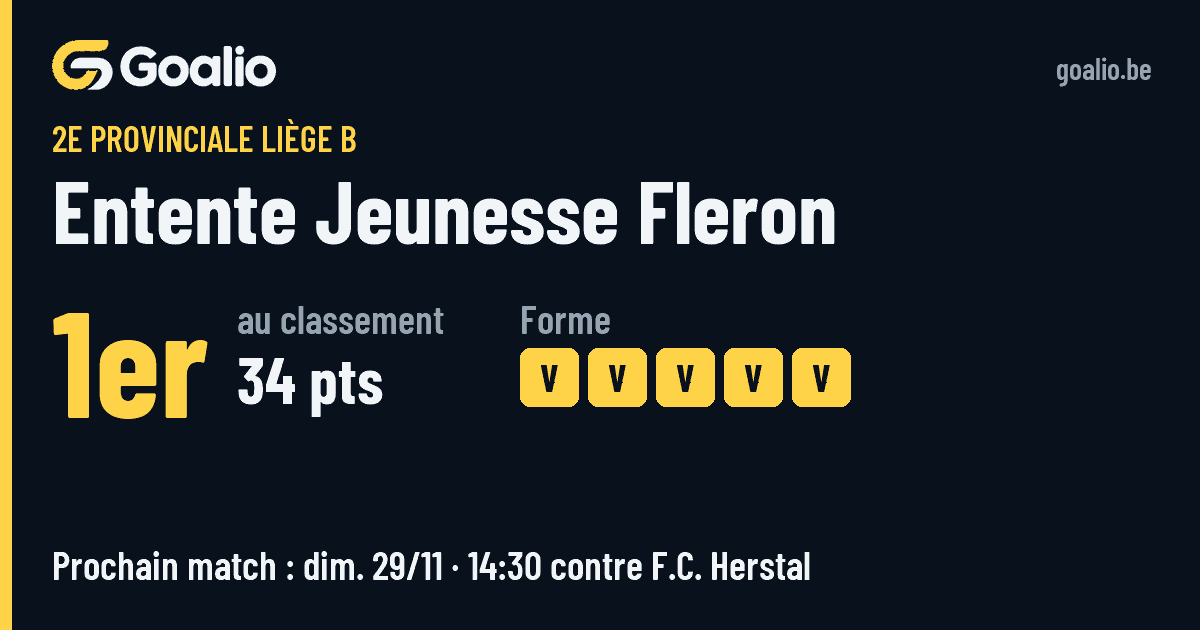 Goalio
goalio.be
2E PROVINCIALE LIÈGE B
Entente Jeunesse Fleron
1er
au classement
34 pts
Forme
V V V V V
Prochain match : dim. 29/11 · 14:30 contre F.C. Herstal